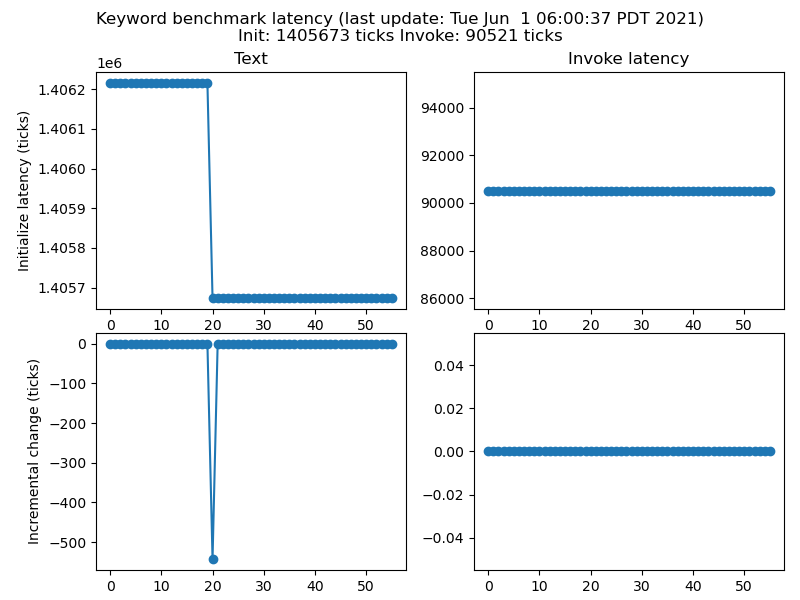 Keyword benchmark latency (last update: Tue Jun  1 06:00:37 PDT 2021)
Init: 1405673 ticks Invoke: 90521 ticks
Text
1e6
Initialize latency (ticks)
1.4062
1.4061
1.4060
1.4059
1.4058
1.4057
0 10 20 30 40 50
Invoke latency
94000
92000
90000
88000
86000
0 10 20 30 40 50
Incremental change (ticks)
0
−100
−200
−300
−400
−500
0 10 20 30 40 50
0.04
0.02
0.00
−0.02
−0.04
0 10 20 30 40 50